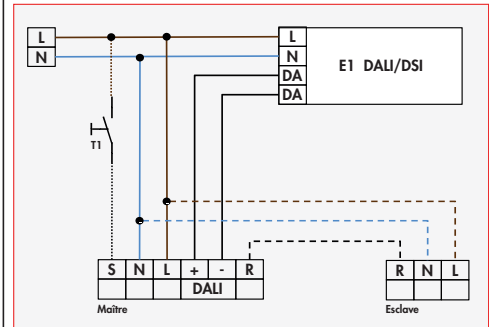 L
N
L
N
DA
DA
E1 DALI/DSI
T1
S N L + - R
DALI
Maître
R N L
Esclave